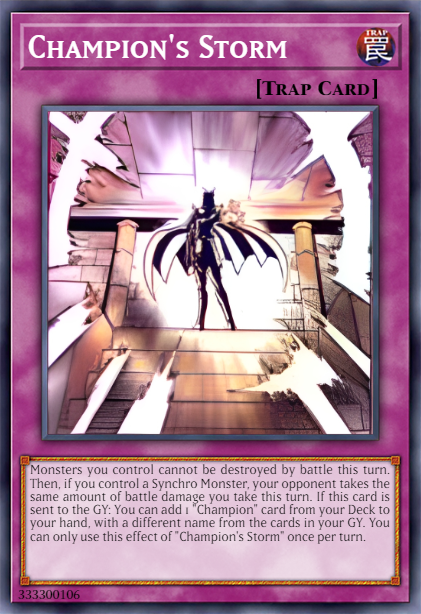 Champion's Storm
TRAP
罠
[Trap Card]
Monsters you control cannot be destroyed by battle this turn.
Then, if you control a Synchro Monster, your opponent takes the
same amount of battle damage you take this turn. If this card is
sent to the GY: You can add 1 "Champion" card from your Deck to
your hand, with a different name from the cards in your GY. You
can only use this effect of "Champion's Storm" once per turn.
333300106